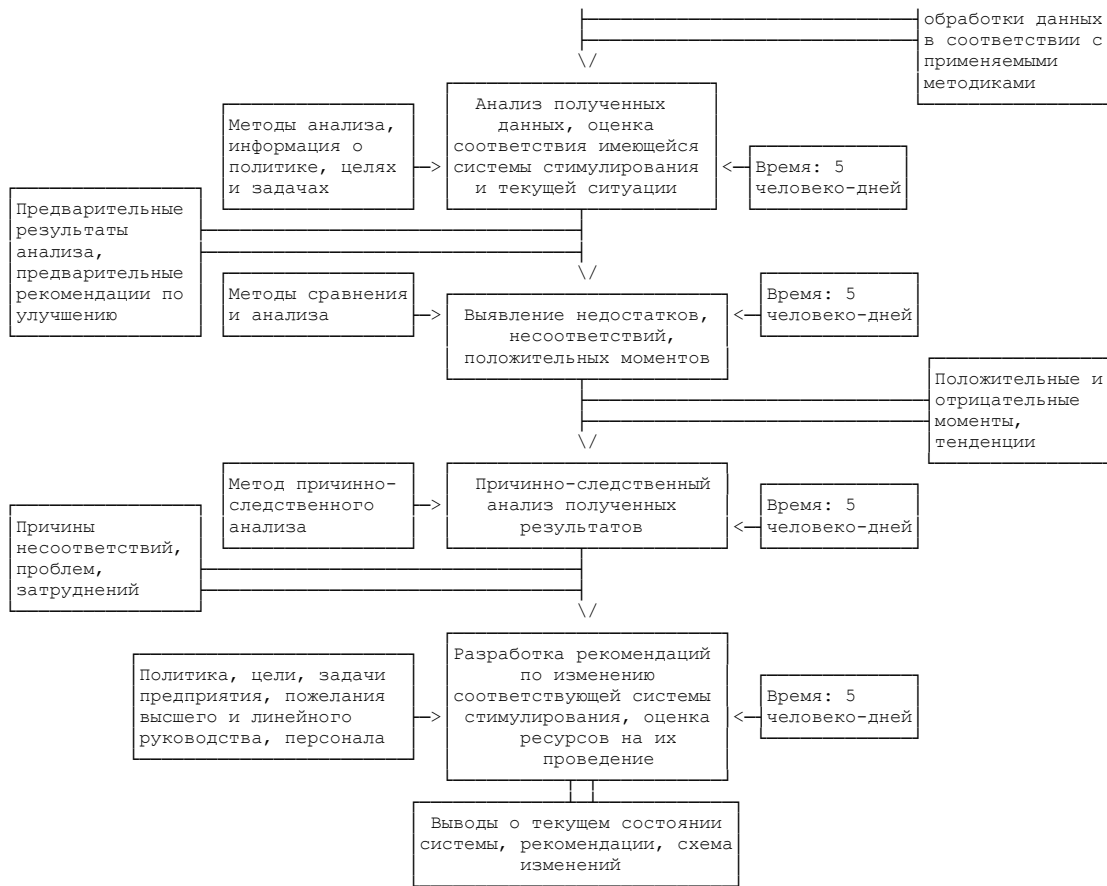 обработки данных
в соответствии с
применяемыми
методиками
Анализ полученных
данных, оценка
соответствия имеющейся
системы стимулирования
и текущей ситуации
Методы анализа,
информация о
политике, целях
и задачах
Время: 5
человеко-дней
Предварительные
результаты
анализа,
предварительные
рекомендации по
улучшению
Методы сравнения
и анализа
Выявление недостатков,
несоответствий,
положительных моментов
Время: 5
человеко-дней
Положительные и
отрицательные
моменты,
тенденции
Метод причинно-
следственного
анализа
Причинно-следственный
анализ полученных
результатов
Время: 5
человеко-дней
Причины
несоответствий,
проблем,
затруднений
Политика, цели, задачи
предприятия, пожелания
высшего и линейного
руководства, персонала
Разработка рекомендаций
по изменению
соответствующей системы
стимулирования, оценка
ресурсов на их
проведение
Время: 5
человеко-дней
Выводы о текущем состоянии
системы, рекомендации, схема
изменений